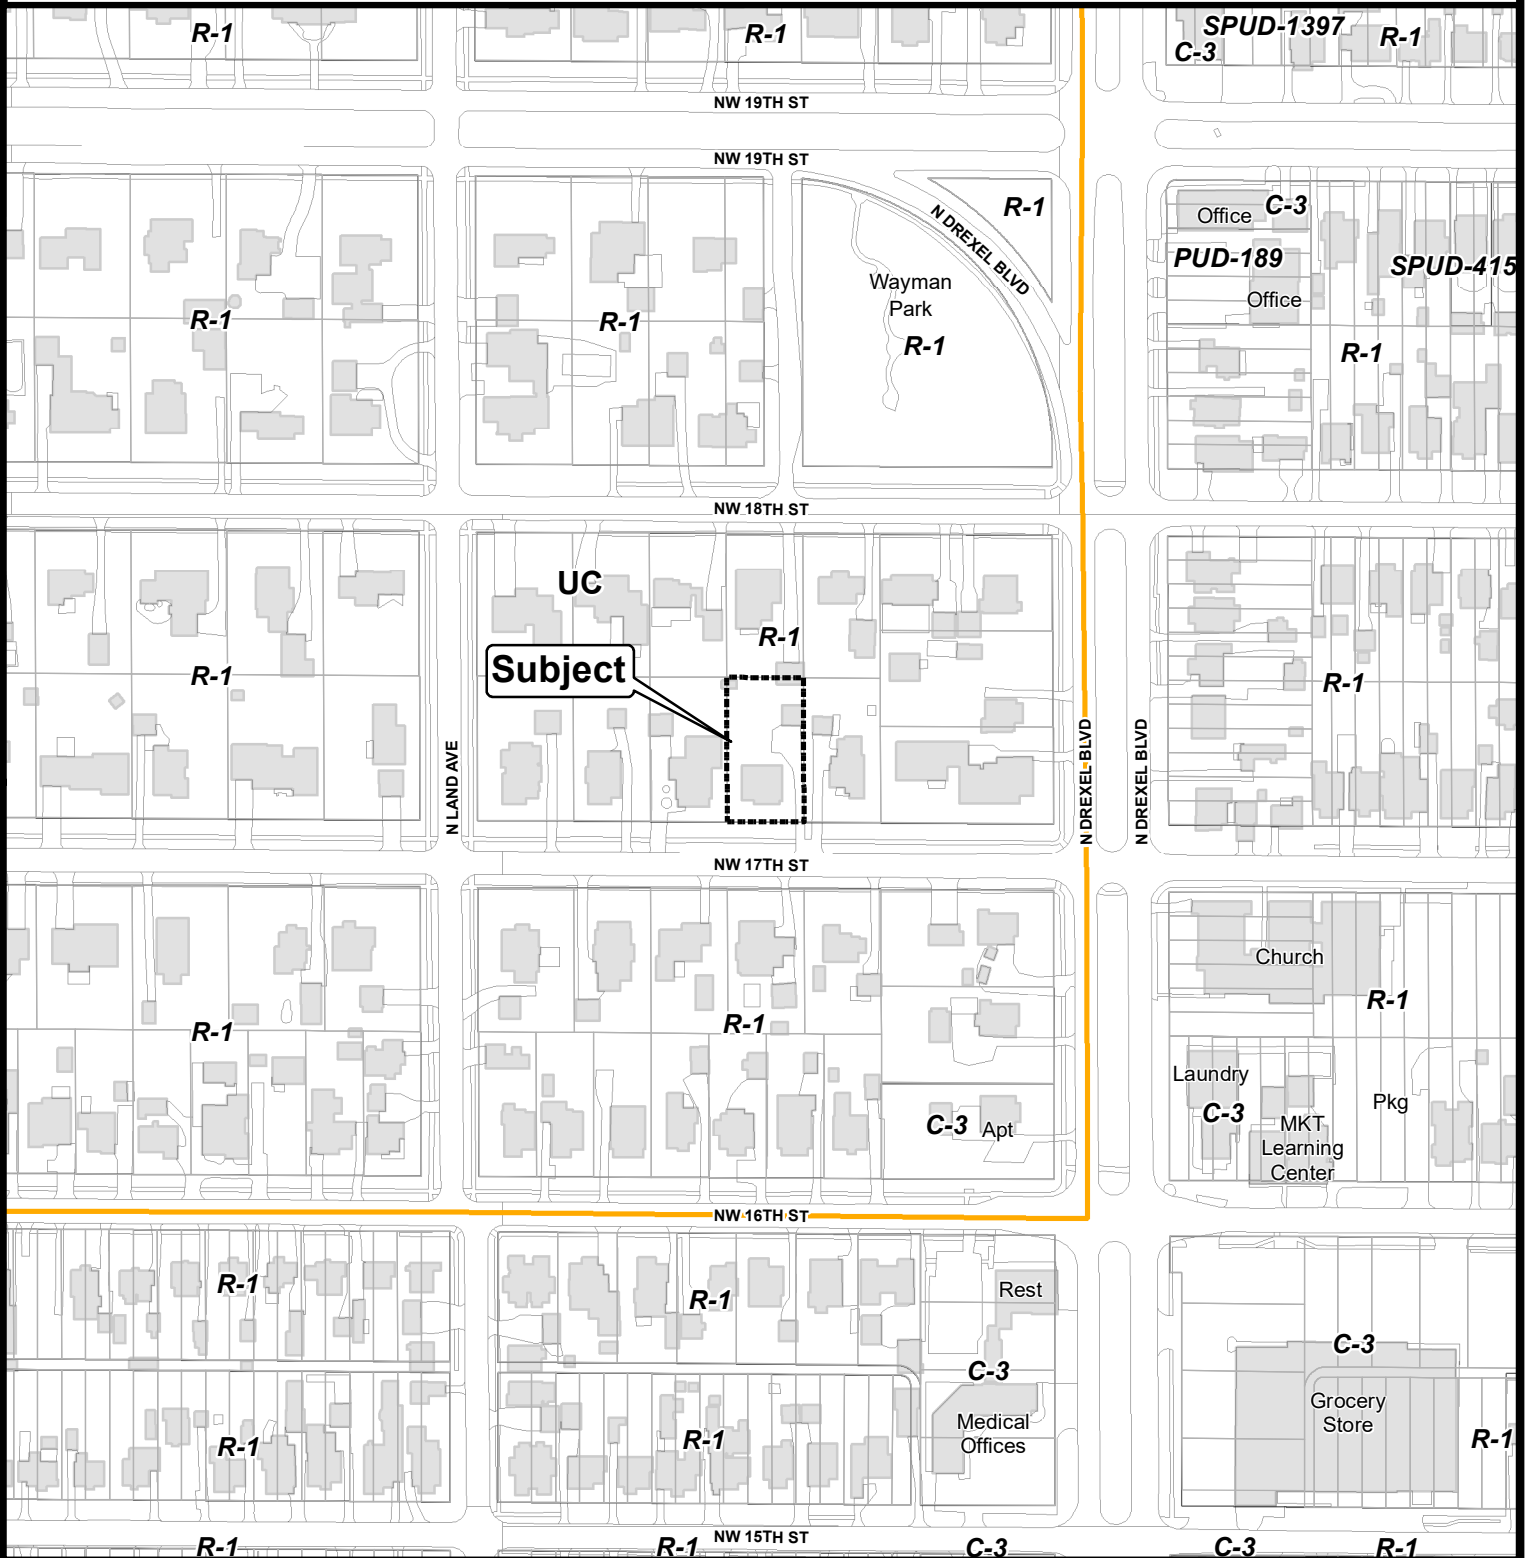 R-1
R-1
SPUD-1397
C-3
R-1
NW 19TH ST
NW 19TH ST
R-1
N DREXEL BLVD
Office
C-3
PUD-189
SPUD-415
Office
Wayman
Park
R-1
R-1
R-1
R-1
NW 18TH ST
UC
R-1
Subject
R-1
R-1
N LAND AVE
N DREXEL BLVD
N DREXEL BLVD
NW 17TH ST
Church
R-1
R-1
R-1
Laundry
C-3
Pkg
MKT
Learning
Center
C-3
Apt
NW 16TH ST
R-1
R-1
Rest
C-3
C-3
Grocery
Store
Medical
Offices
R-1
R-1
R-1
NW 15TH ST
R-1
R-1
C-3
C-3
R-1